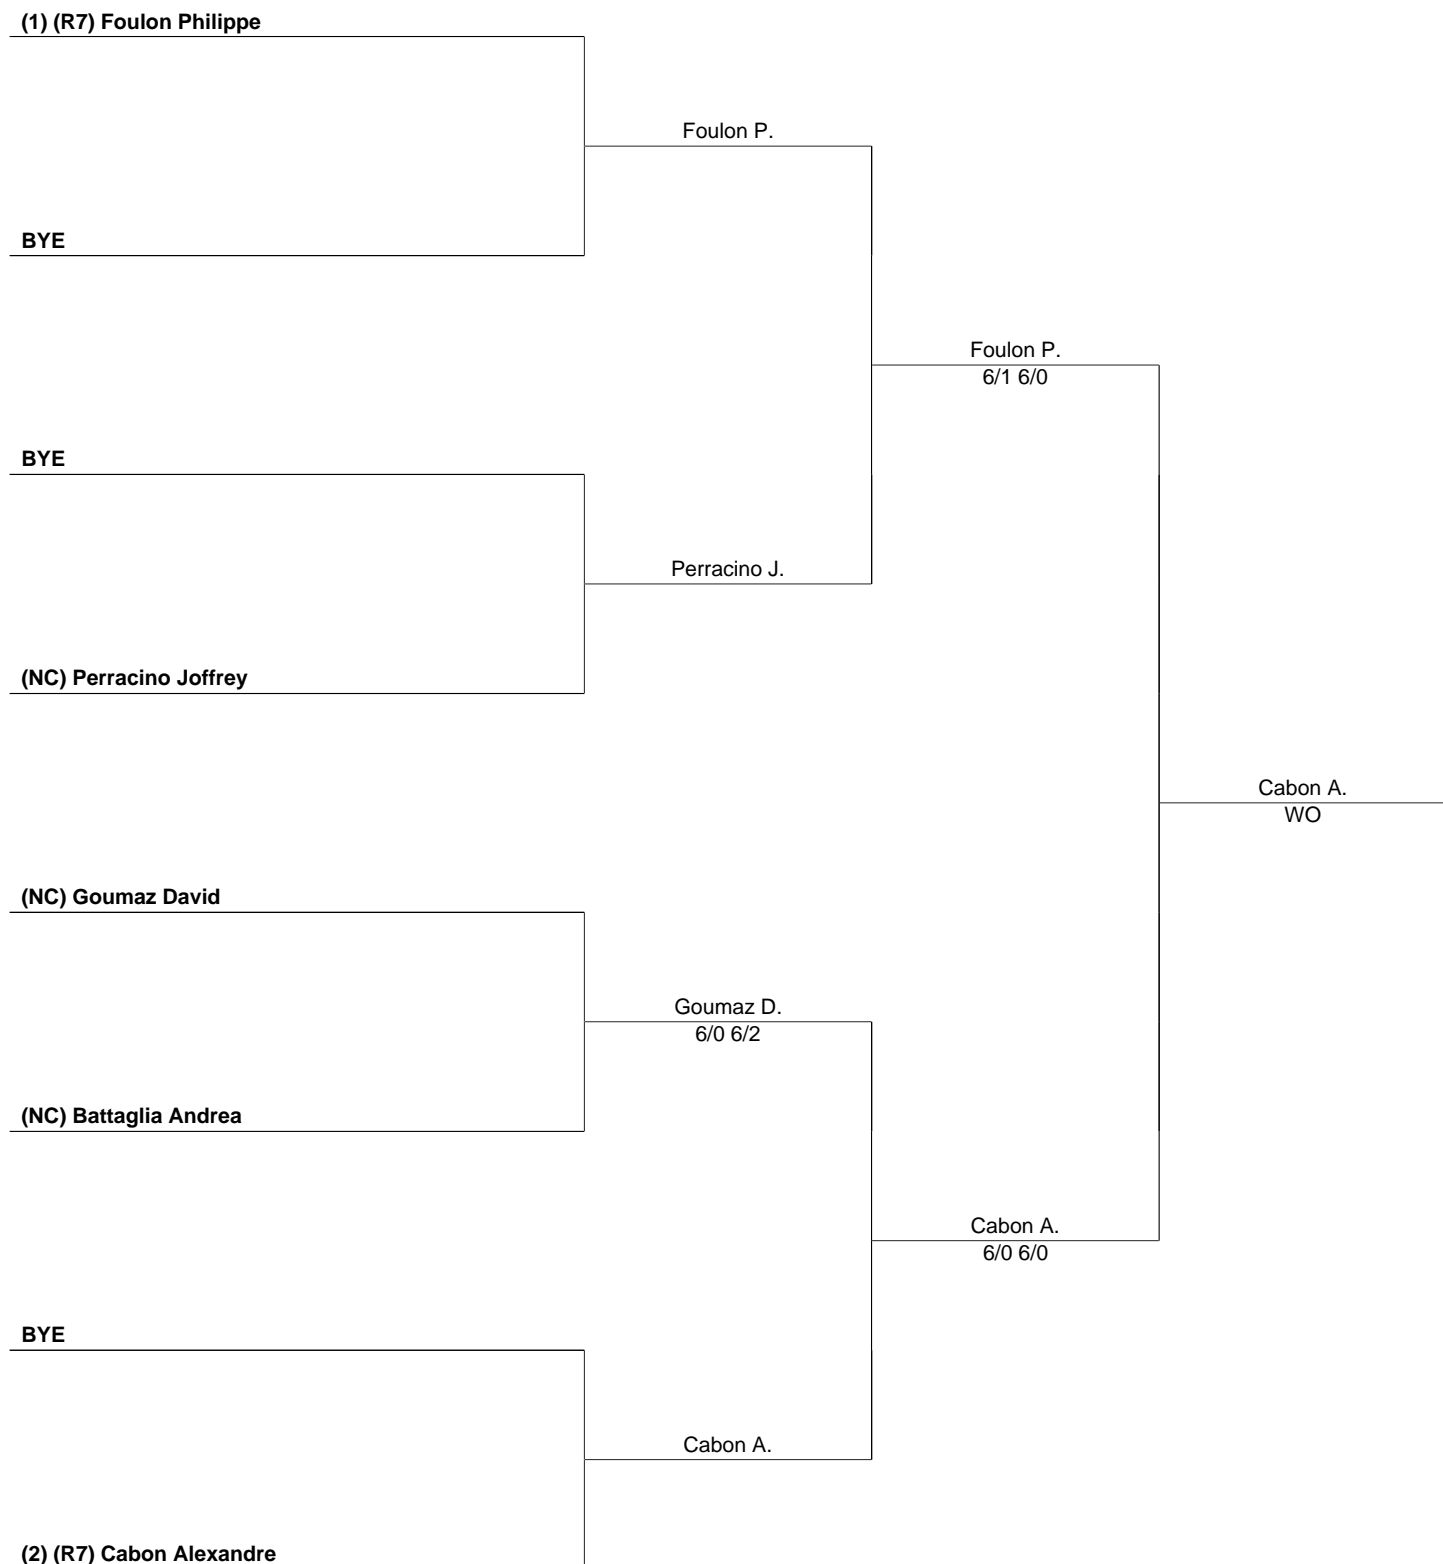 (1) (R7) Foulon Philippe
Foulon P.
BYE
Foulon P.
6/1 6/0
BYE
Perracino J.
(NC) Perracino Joffrey
Cabon A.
WO
(NC) Goumaz David
Goumaz D.
6/0 6/2
(NC) Battaglia Andrea
Cabon A.
6/0 6/0
BYE
Cabon A.
(2) (R7) Cabon Alexandre